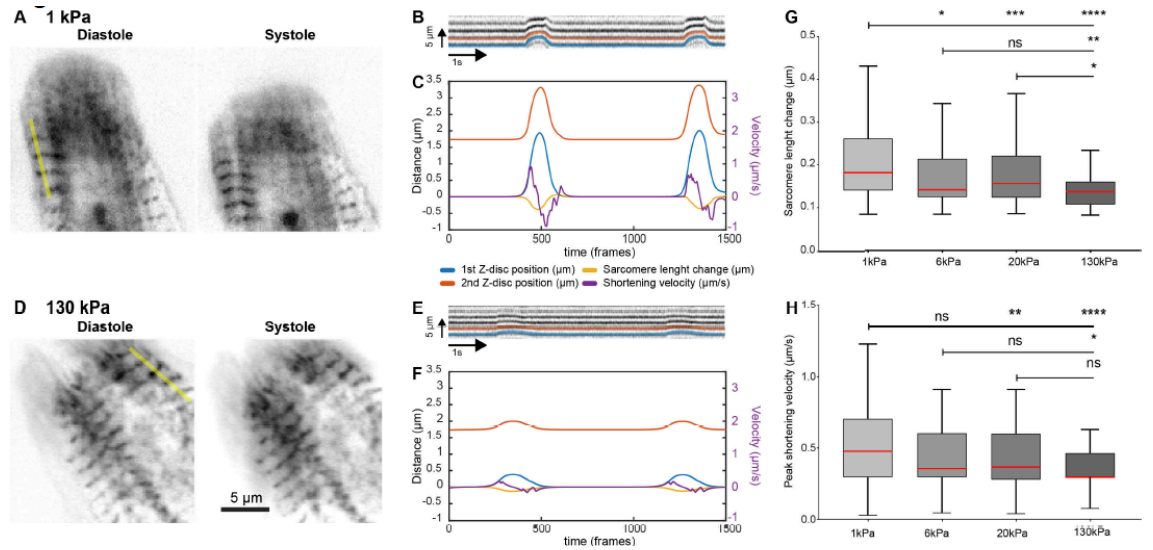 A 1 kPa
Diastole
Systole
B
5 µm
1s
C
3.5
3
2.5
2
1.5
1
0.5
0
-0.5
-1
Distance (µm)
3
2
1
0
-1
Velocity (µm/s)
0
500
1000
1500
time (frames)
1st Z-disc position (µm)
Sarcomere lenght change (µm)
2nd Z-disc position (µm)
Shortening velocity (µm/s)
D 130 kPa
Diastole
Systole
5 µm
E
5 µm
1s
F
3.5
3
2.5
2
1.5
1
0.5
0
-0.5
-1
Distance (µm)
3
2
1
0
-1
Velocity (µm/s)
0
500
1000
1500
time (frames)
G
* *** ****
**
ns
*
0.5
0.4
0.3
0.2
0.1
0.0
Sarcomere lenght change (µm)
1kPa 6kPa 20kPa 130kPa
H
ns ** ****
*
ns
ns
1.5
1.0
0.5
0.0
Peak shortening velocity (µm/s)
1kPa 6kPa 20kPa 130kPa